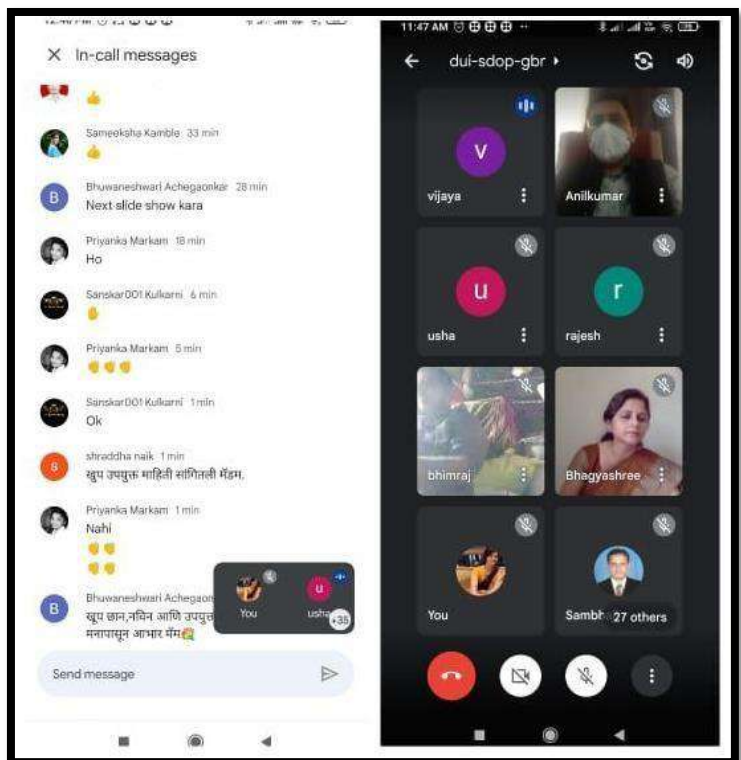 In-call messages
Sameeksha Kamble 33 min
B
Bhuwaneshwari Achegaonkar 28 min
Next slide show kara
Priyanka Markam 18 min
Ho
Sanskar001 Kulkarni 6 min
Priyanka Markam 5 min
Sanskar001 Kulkarni 1 min
Ok
s
shraddha naik 1 min
खुप उपयुक्त माहिती सांगितली मॅडम.
Priyanka Markam 1 min
Nahi
B
Bhuwaneshwari Achegaon
खूप छान,नविन आणि उपयुक्त
मनापासून आभार मॅम
You
u
usha
+35
Send message
11:47 AM
dui-sdop-gbr
v
vijaya
Anilkumar
u
usha
r
rajesh
bhimraj
Bhagyashree
You
Sambh
27 others